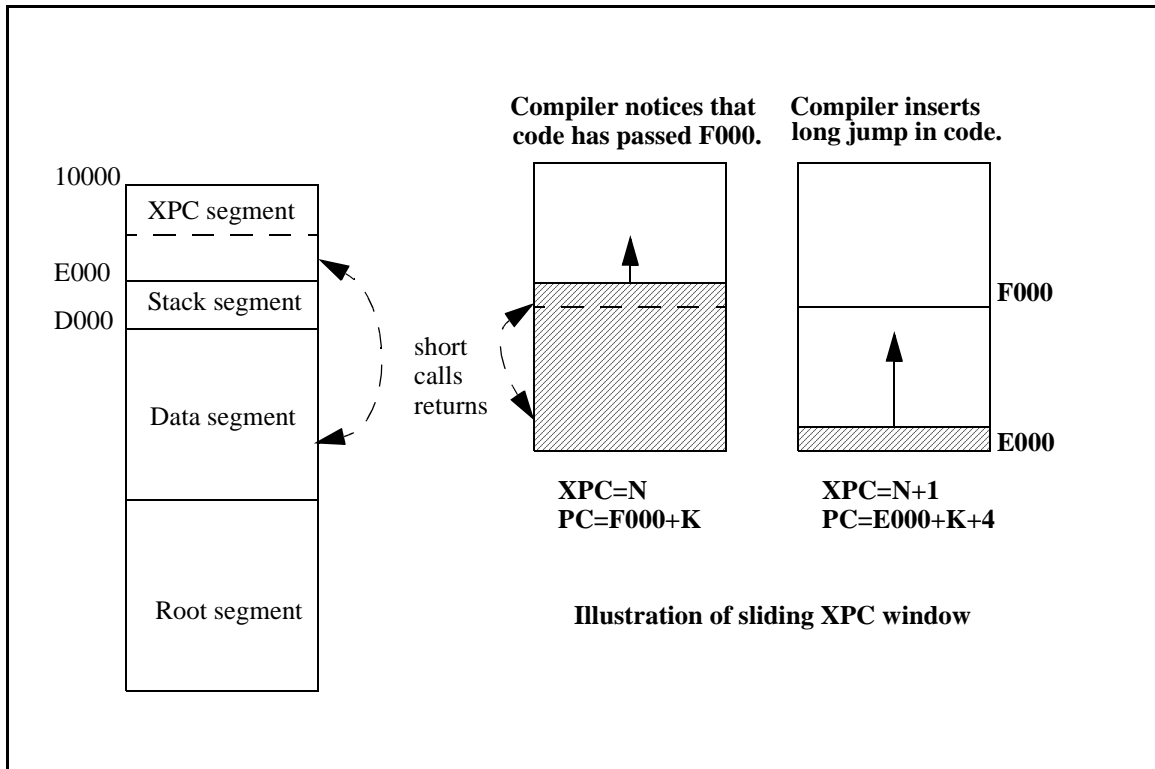 Compiler notices that
code has passed F000.
Compiler inserts
long jump in code.
10000
XPC segment
E000
Stack segment
D000
Data segment
Root segment
short
calls
returns
F000
E000
XPC=N
PC=F000+K
XPC=N+1
PC=E000+K+4
Illustration of sliding XPC window